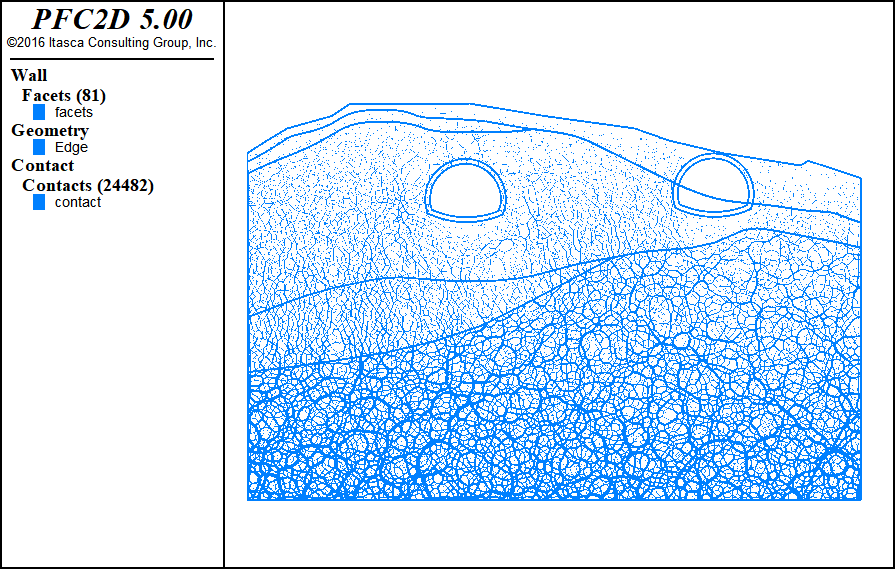 PFC2D 5.00
©2016 Itasca Consulting Group, Inc.
Wall
Facets (81)
facets
Geometry
Edge
Contact
Contacts (24482)
contact